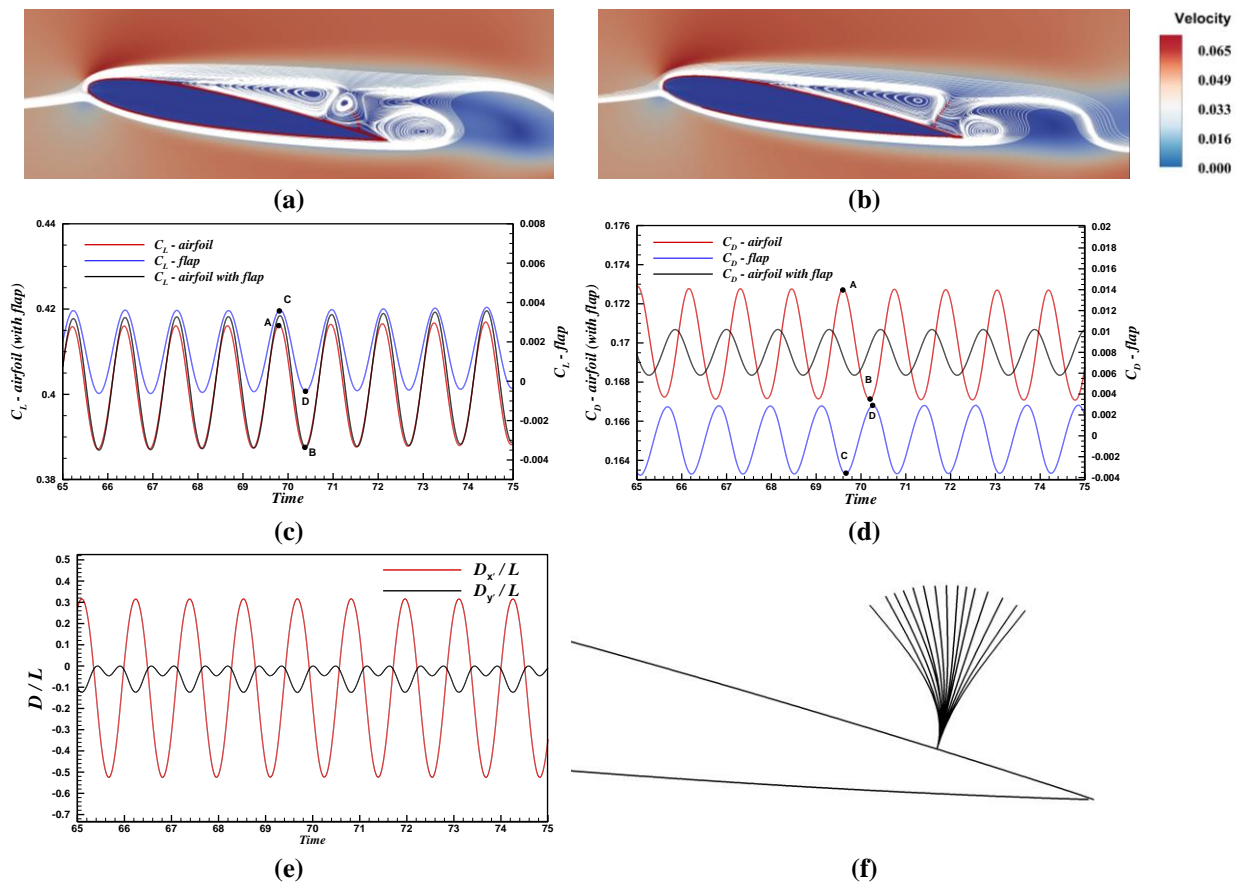 Velocity
0.065
0.049
0.033
0.016
0.000
(a)
(b)
C_L - airfoil (with flap)
0.44
0.42
0.4
0.38
C_L - airfoil
C_L - flap
C_L - airfoil with flap
C
A
D
B
65 66 67 68 69 70 71 72 73 74 75
Time
0.008
0.006
0.004
0.002
0
-0.002
-0.004
C_L - flap
(c)
C_D - airfoil (with flap)
0.176
0.174
0.172
0.17
0.168
0.166
0.164
C_D - airfoil
C_D - flap
C_D - airfoil with flap
A
B
D
C
65 66 67 68 69 70 71 72 73 74 75
Time
0.02
0.018
0.016
0.014
0.012
0.01
0.008
0.006
0.004
0.002
0
-0.002
-0.004
C_D - flap
(d)
D / L
0.5
0.4
0.3
0.2
0.1
0
-0.1
-0.2
-0.3
-0.4
-0.5
-0.6
-0.7
D_x′ / L
D_y′ / L
65 66 67 68 69 70 71 72 73 74 75
Time
(e)
(f)